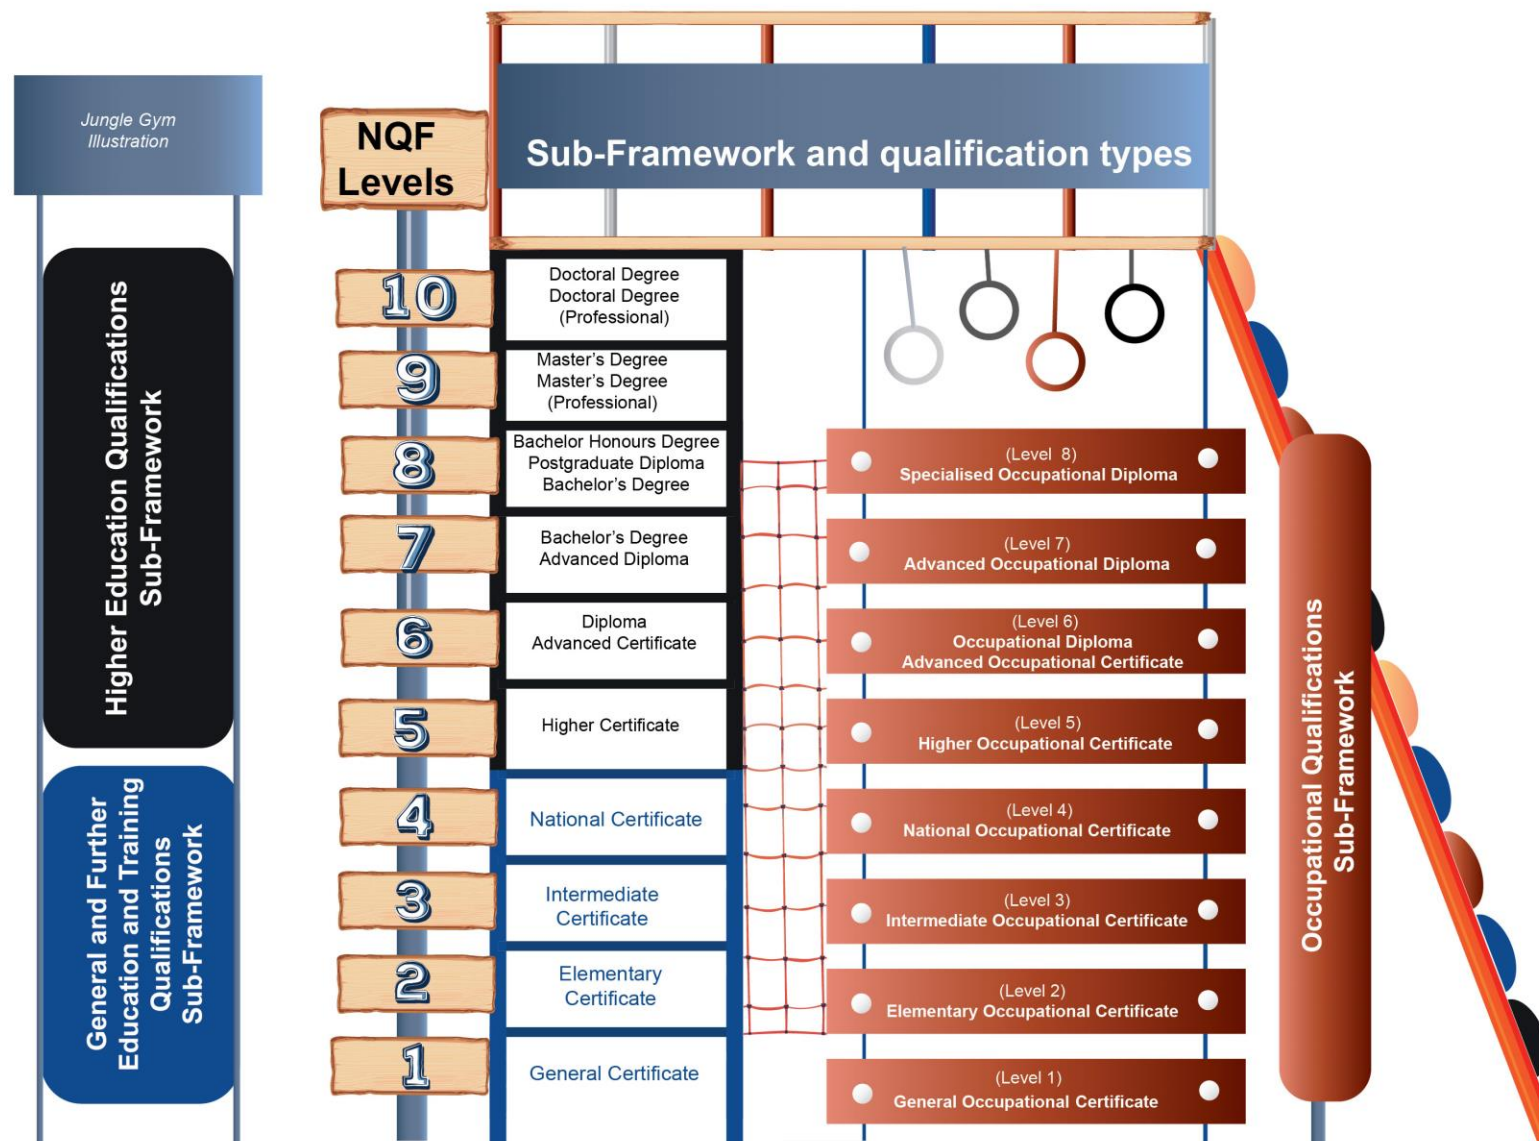 Jungle Gym
Illustration
NQF
Levels
Sub-Framework and qualification types
Higher Education Qualifications
Sub-Framework
General and Further
Education and Training
Qualifications
Sub-Framework
10
Doctoral Degree
Doctoral Degree
(Professional)
9
Master's Degree
Master's Degree
(Professional)
8
Bachelor Honours Degree
Postgraduate Diploma
Bachelor's Degree
(Level  8)
Specialised Occupational Diploma
7
Bachelor's Degree
Advanced Diploma
(Level 7)
Advanced Occupational Diploma
6
Diploma
Advanced Certificate
(Level 6)
Occupational Diploma
Advanced Occupational Certificate
5
Higher Certificate
(Level 5)
Higher Occupational Certificate
4
National Certificate
(Level 4)
National Occupational Certificate
3
Intermediate
Certificate
(Level 3)
Intermediate Occupational Certificate
2
Elementary
Certificate
(Level 2)
Elementary Occupational Certificate
1
General Certificate
(Level 1)
General Occupational Certificate
Occupational Qualifications
Sub-Framework